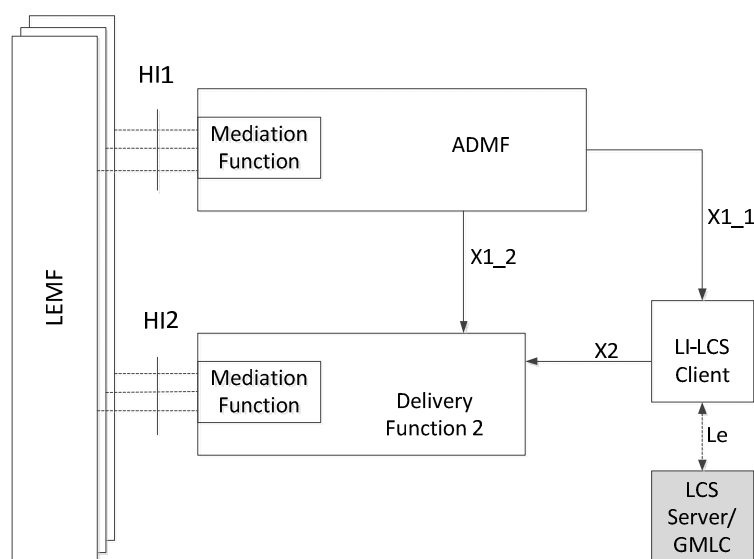 HI1
Mediation
Function
ADMF
X1_1
X1_2
LEMF
HI2
Mediation
Function
Delivery
Function 2
X2
LI-LCS
Client
Le
LCS
Server/
GMLC